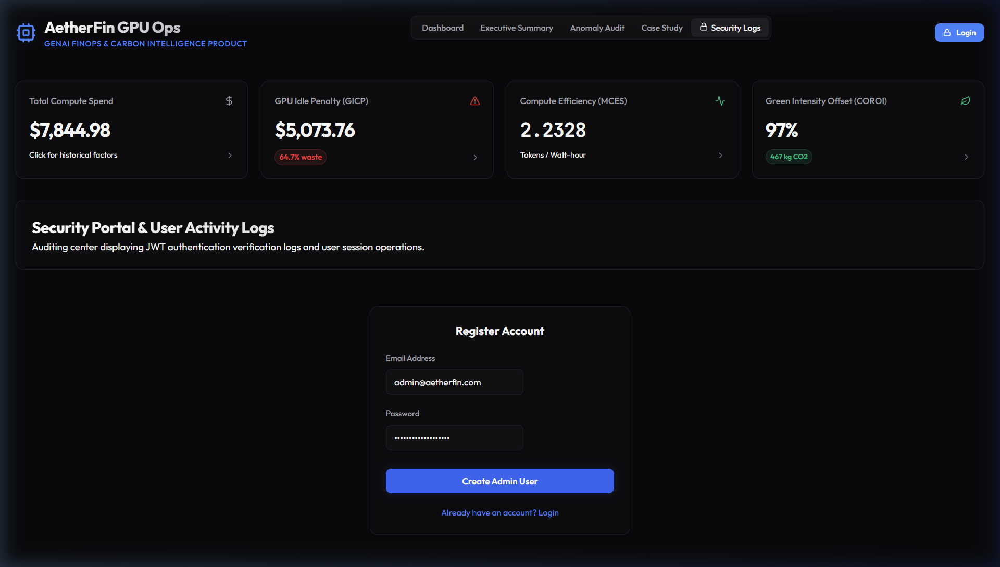 AetherFin GPU Ops
GENAI FINOPS & CARBON INTELLIGENCE PRODUCT
Dashboard
Executive Summary
Anomaly Audit
Case Study
Security Logs
Login
Total Compute Spend
$7,844.98
Click for historical factors
GPU Idle Penalty (GICP)
$5,073.76
64.7% waste
Compute Efficiency (MCES)
2.2328
Tokens / Watt-hour
Green Intensity Offset (COROI)
97%
467 kg CO2
Security Portal & User Activity Logs
Auditing center displaying JWT authentication verification logs and user session operations.
Register Account
Email Address
admin@aetherfin.com
Password
•••••••••••••••••••
Create Admin User
Already have an account? Login